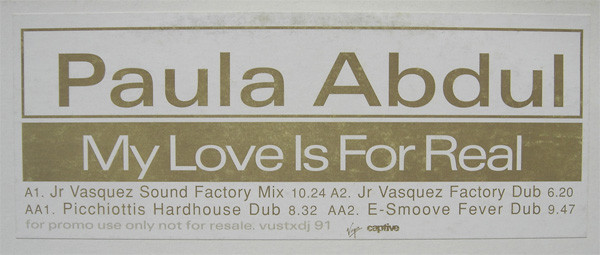 Paula Abdul
My Love Is For Real
A1. Jr Vasquez Sound Factory Mix 10.24 A2. Jr Vasquez Factory Dub 6.20
AA1. Picchiottis Hardhouse Dub 8.32 AA2. E-Smoove Fever Dub 9.47
for promo use only not for resale. vustxdj 91 Virgin captive